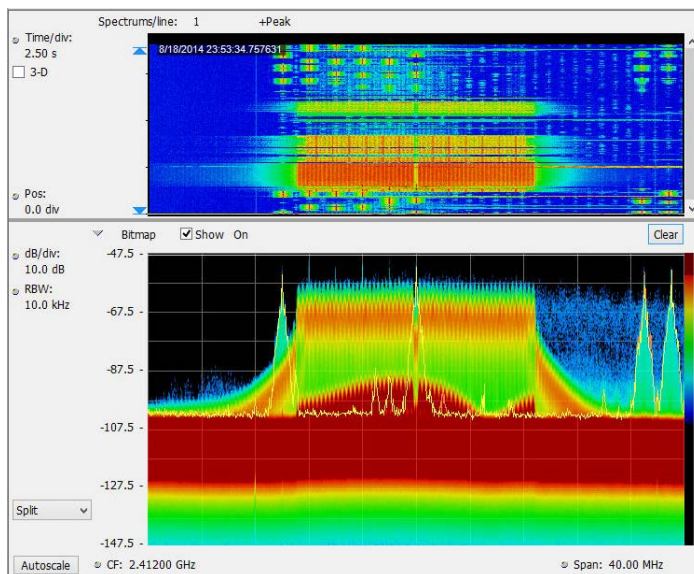 Spectrums/line: 1 +Peak
Time/div:
2.50 s
8/18/2014 23:53:34.757631
3-D
Pos:
0.0 div
Bitmap Show On Clear
dB/div:
10.0 dB
RBW:
10.0 kHz
-47.5
-67.5
-87.5
-107.5
-127.5
-147.5
Split
Autoscale CF: 2.41200 GHz Span: 40.00 MHz